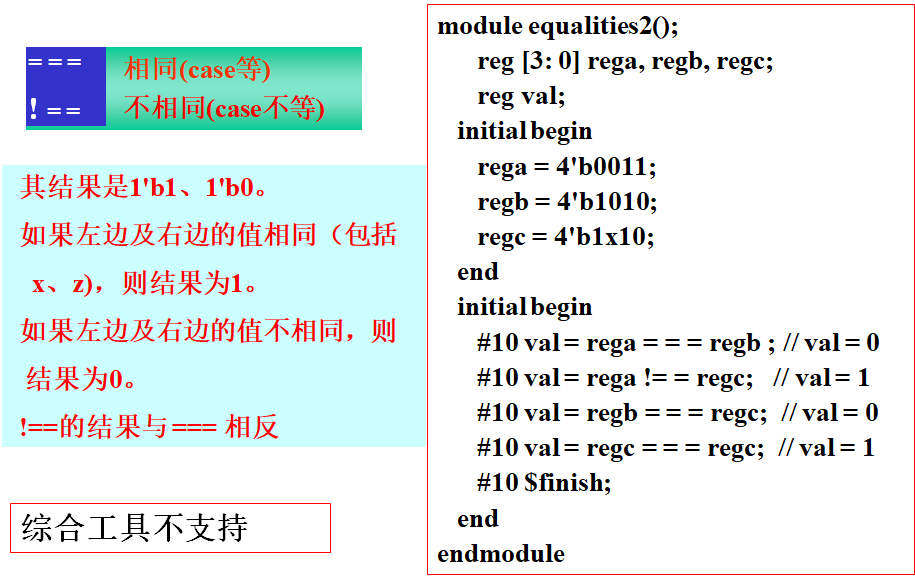 === 相同(case等)
!== 不相同(case不等)
其结果是1'b1、1'b0。
如果左边及右边的值相同（包括
x、z)，则结果为1。
如果左边及右边的值不相同，则
结果为0。
!==的结果与=== 相反
综合工具不支持
module equalities2();
reg [3: 0] rega, regb, regc;
reg val;
initial begin
rega = 4'b0011;
regb = 4'b1010;
regc = 4'b1x10;
end
initial begin
#10 val = rega = = = regb ; // val = 0
#10 val = rega != = regc; // val = 1
#10 val = regb = = = regc; // val = 0
#10 val = regc = = = regc; // val = 1
#10 $finish;
end
endmodule